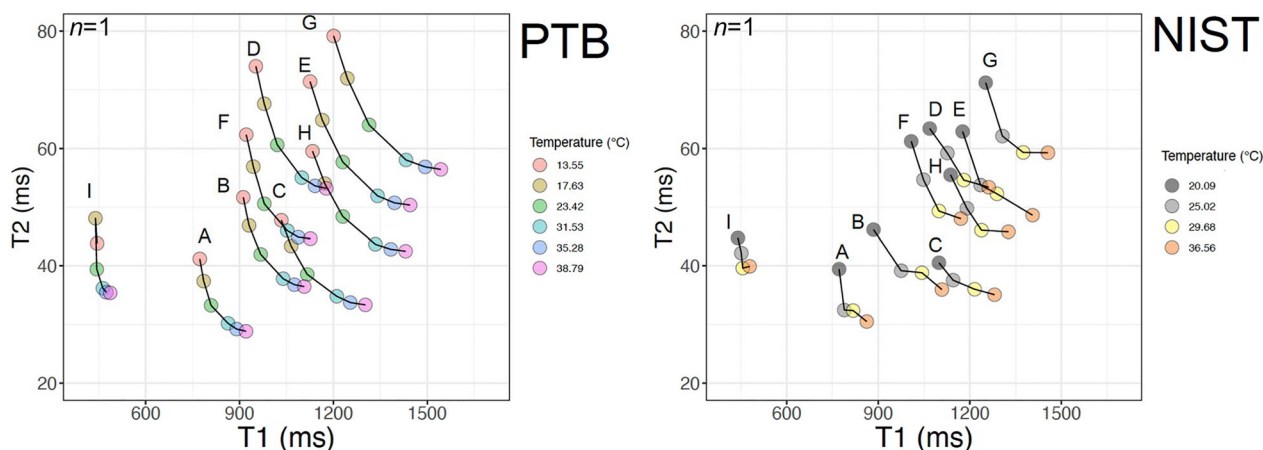 n=1
PTB
80
60
40
20
T2 (ms)
600
900
1200
1500
T1 (ms)
G
D
E
F
H
B
C
I
A
Temperature (°C)
13.55
17.63
23.42
31.53
35.28
38.79
n=1
NIST
80
60
40
20
T2 (ms)
600
900
1200
1500
T1 (ms)
G
D
E
F
H
B
I
A
C
Temperature (°C)
20.09
25.02
29.68
36.56